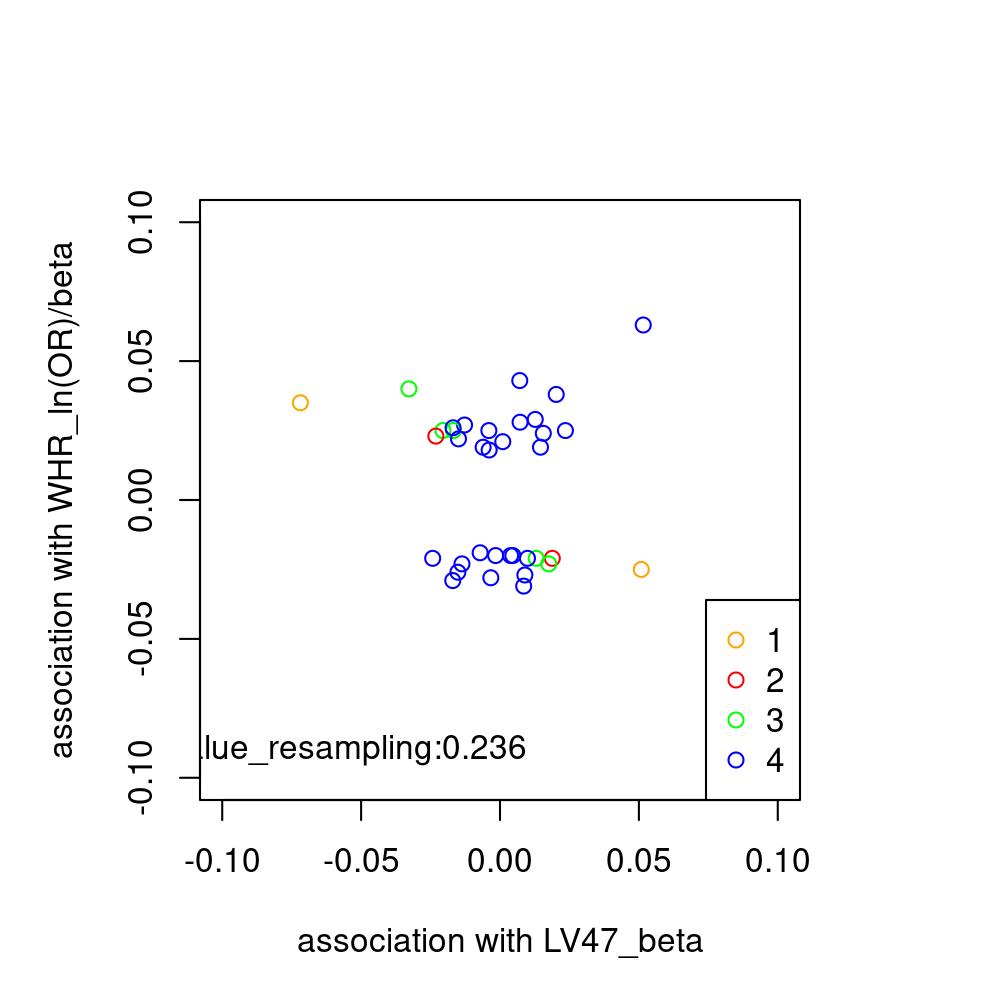 association with WHR_ln(OR)/beta
0.10
0.05
0.00
-0.05
-0.10
lue_resampling:0.236
1
2
3
4
-0.10 -0.05 0.00 0.05 0.10
association with LV47_beta